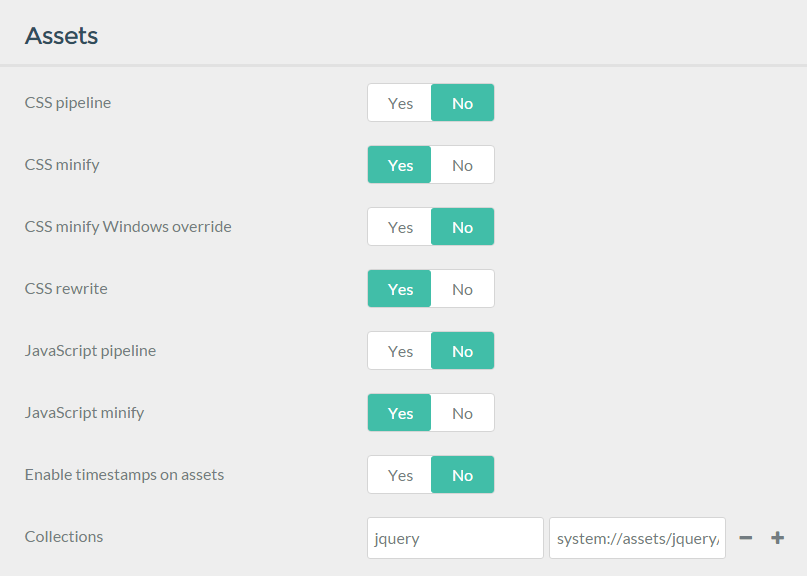 Assets
CSS pipeline Yes No
CSS minify Yes No
CSS minify Windows override Yes No
CSS rewrite Yes No
JavaScript pipeline Yes No
JavaScript minify Yes No
Enable timestamps on assets Yes No
Collections jquery system://assets/jquery/